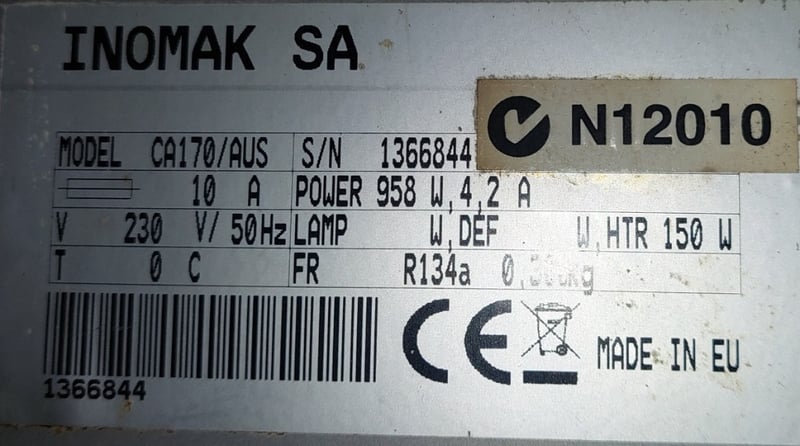 INOMAK SA
N12010
MODEL CA170/AUS S/N 1366844
10 A POWER 958 W,4,2 A
V 230 V/ 50Hz LAMP W,DEF W,HTR 150 W
T 0 C FR R134a
CE MADE IN EU
1366844